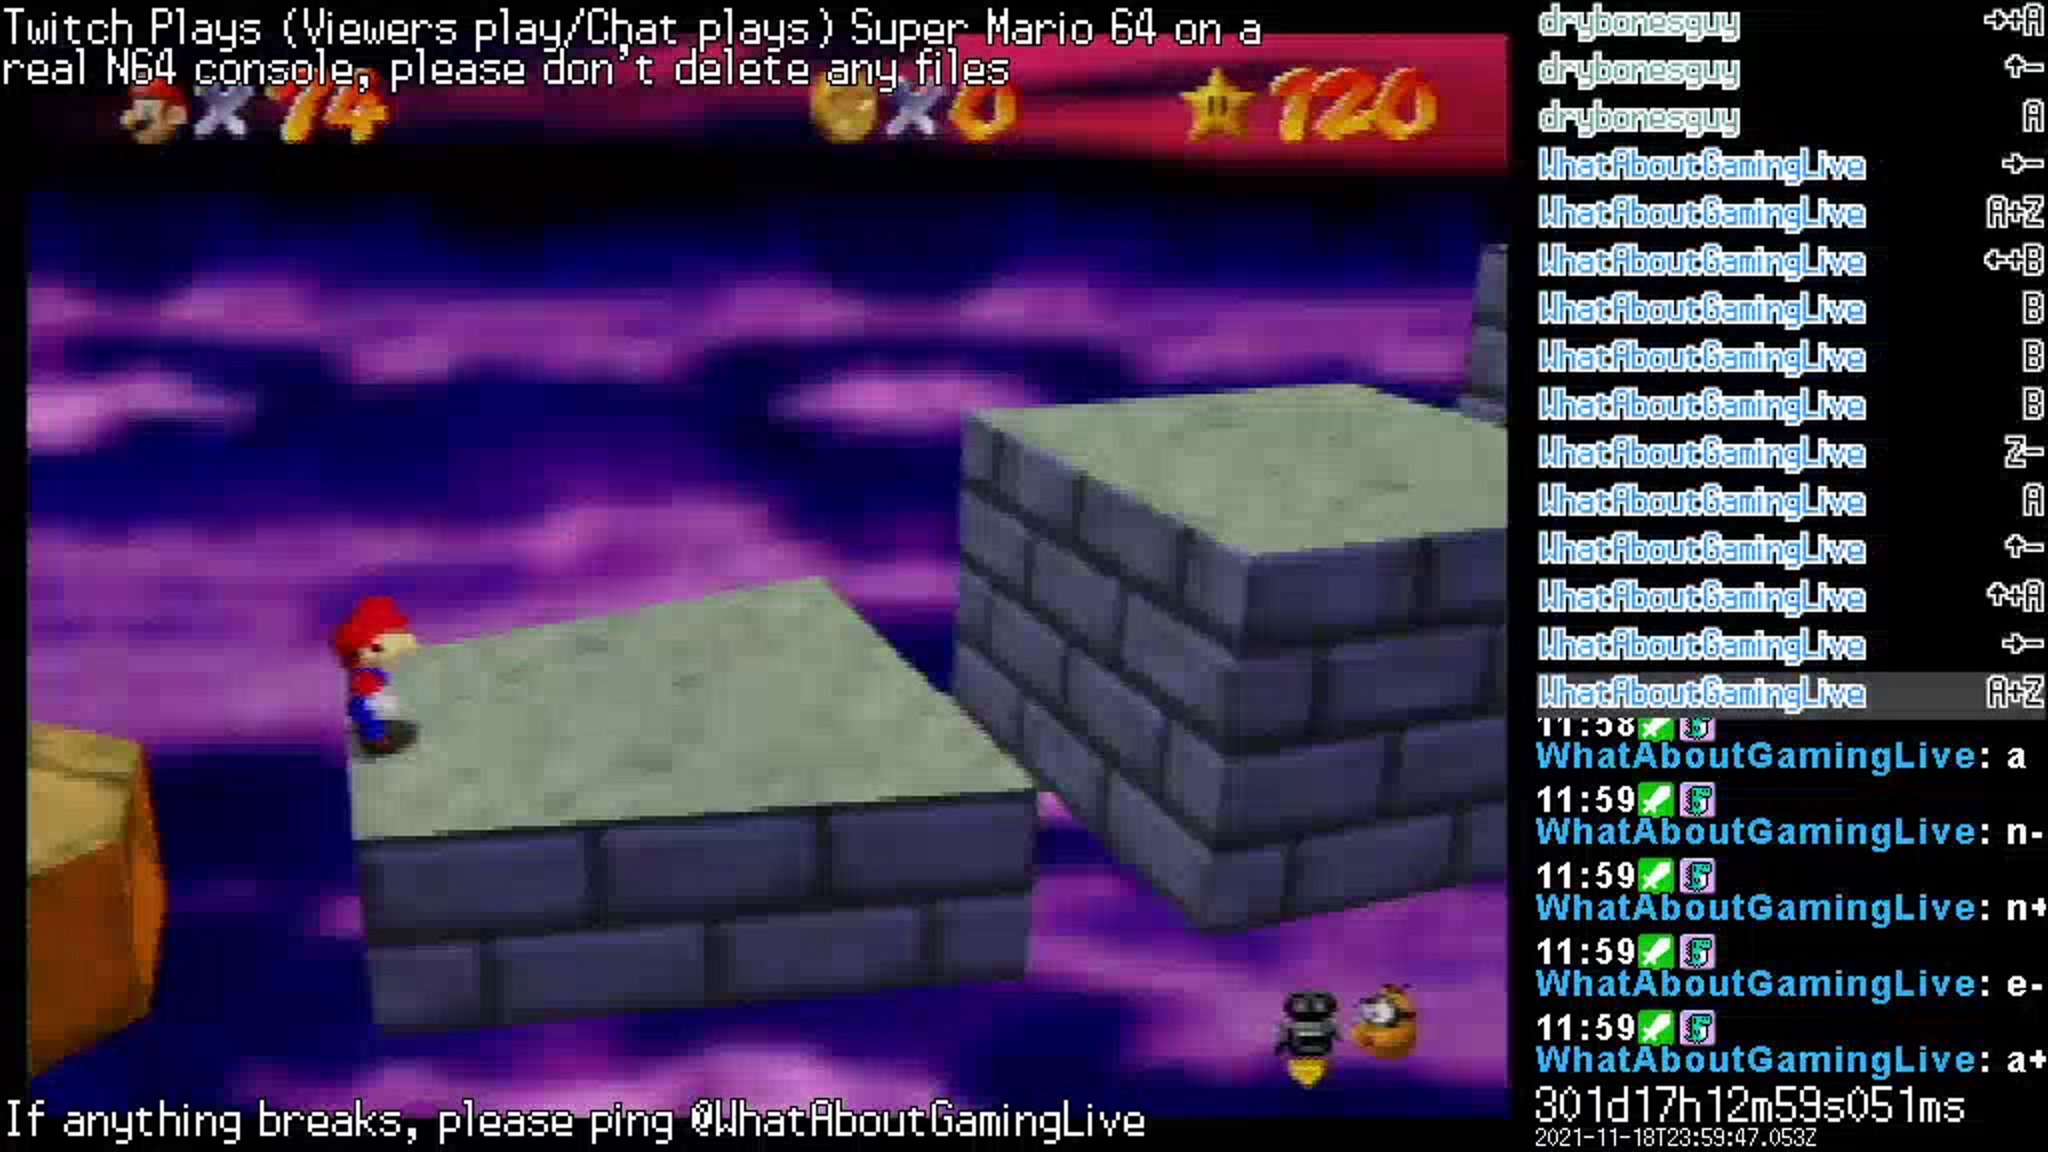 Twitch Plays (Viewers play/Chat plays) Super Mario 64 on a
real N64 console, please don't delete any files
×74 ×0 120
drybonesguy →+A
drybonesguy ↑-
drybonesguy A
WhatAboutGamingLive →-
WhatAboutGamingLive A+Z
WhatAboutGamingLive ←+B
WhatAboutGamingLive B
WhatAboutGamingLive B
WhatAboutGamingLive B
WhatAboutGamingLive Z-
WhatAboutGamingLive A
WhatAboutGamingLive ↑-
WhatAboutGamingLive ↑+A
WhatAboutGamingLive →-
WhatAboutGamingLive A+Z
11:58
WhatAboutGamingLive: a
11:59
WhatAboutGamingLive: n-
11:59
WhatAboutGamingLive: n+
11:59
WhatAboutGamingLive: e-
11:59
WhatAboutGamingLive: a+
301d17h12m59s051ms
2021-11-18T23:59:47.053Z
If anything breaks, please ping @WhatAboutGamingLive